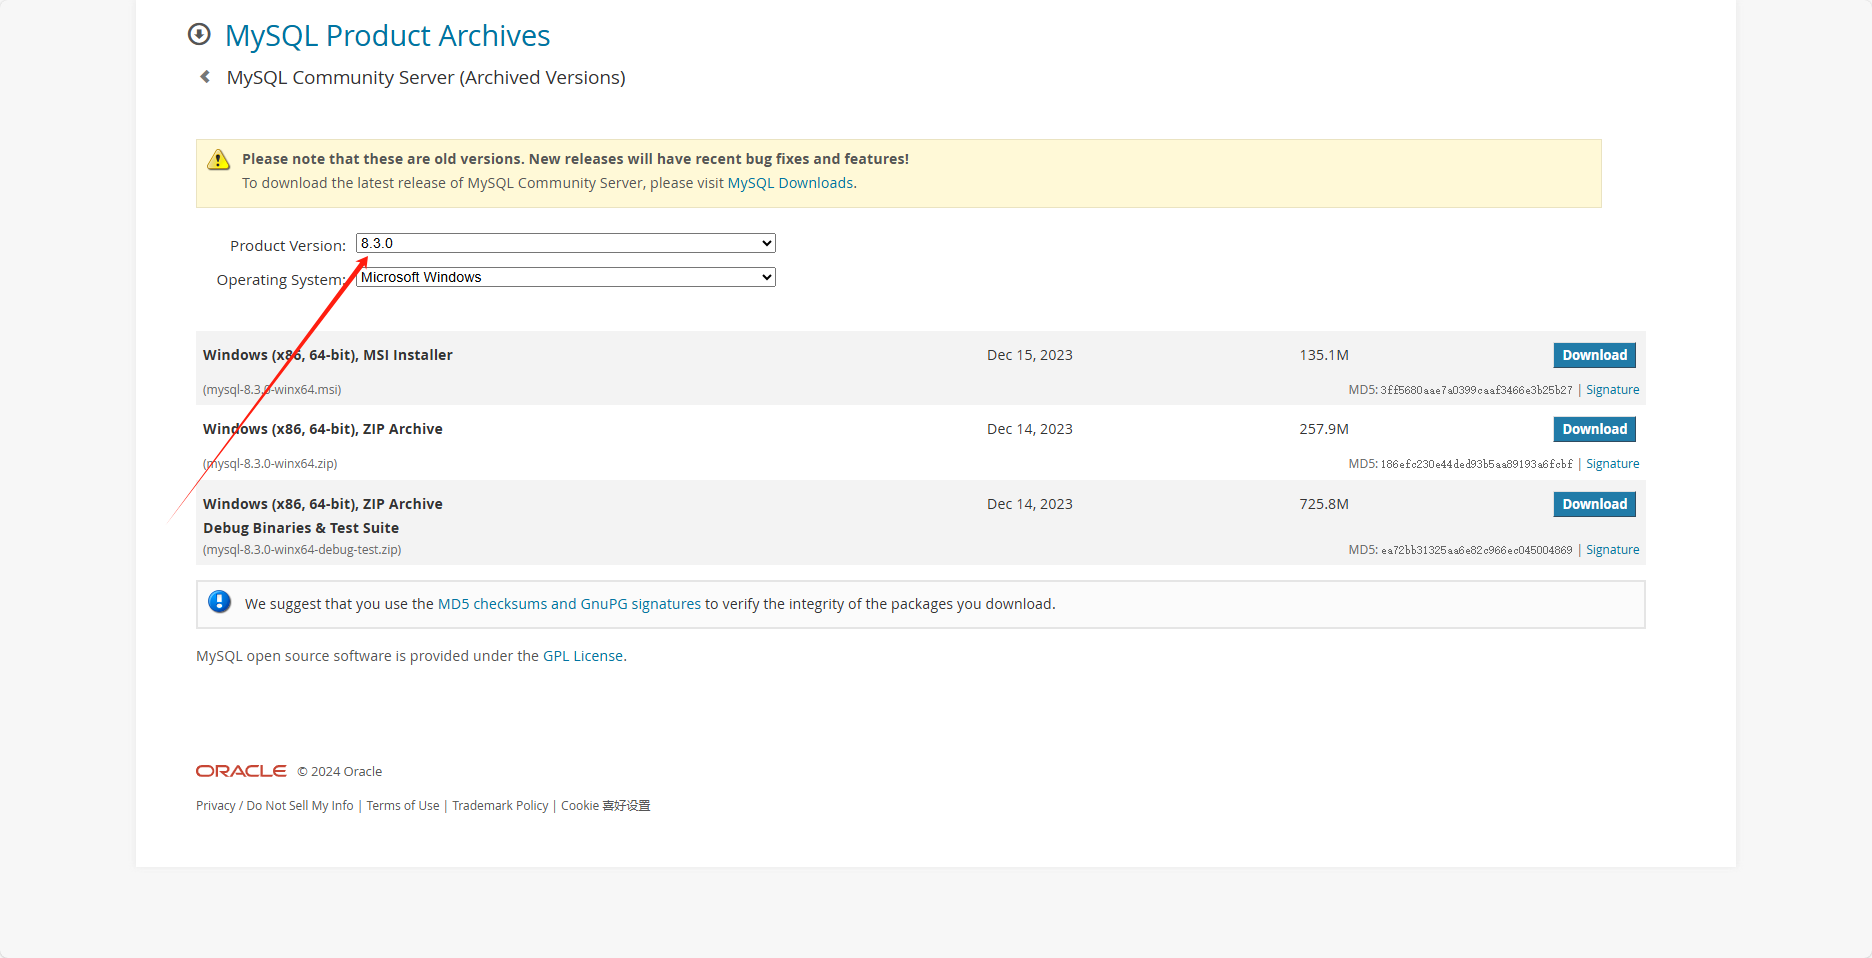 MySQL Product Archives
MySQL Community Server (Archived Versions)
Please note that these are old versions. New releases will have recent bug fixes and features!
To download the latest release of MySQL Community Server, please visit MySQL Downloads.
Product Version: 8.3.0
Operating System: Microsoft Windows
Windows (x86, 64-bit), MSI Installer Dec 15, 2023 135.1M Download
(mysql-8.3.0-winx64.msi) MD5: 3ff5680aae7a0399caaf3466e3b25b27 | Signature
Windows (x86, 64-bit), ZIP Archive Dec 14, 2023 257.9M Download
(mysql-8.3.0-winx64.zip) MD5: 186efc230e44ded93b5aa89193a6fcbf | Signature
Windows (x86, 64-bit), ZIP Archive Dec 14, 2023 725.8M Download
Debug Binaries & Test Suite
(mysql-8.3.0-winx64-debug-test.zip) MD5: ea72bb31325aa6e82c966ec045004869 | Signature
We suggest that you use the MD5 checksums and GnuPG signatures to verify the integrity of the packages you download.
MySQL open source software is provided under the GPL License.
ORACLE © 2024 Oracle
Privacy / Do Not Sell My Info | Terms of Use | Trademark Policy | Cookie 喜好设置